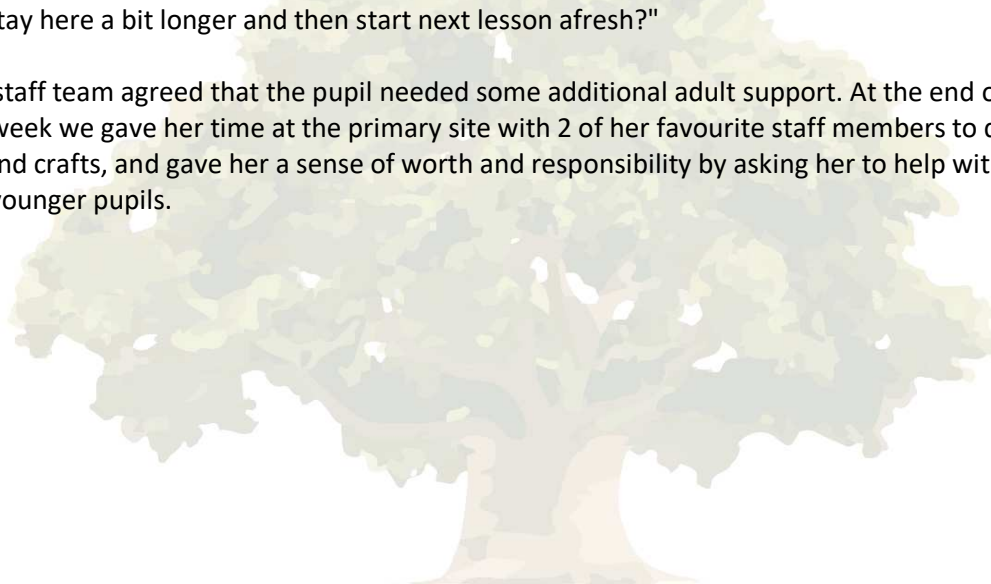 tay here a bit longer and then start next lesson afresh?"
staff team agreed that the pupil needed some additional adult support. At the end o
week we gave her time at the primary site with 2 of her favourite staff members to
nd crafts, and gave her a sense of worth and responsibility by asking her to help wit
ounger pupils.